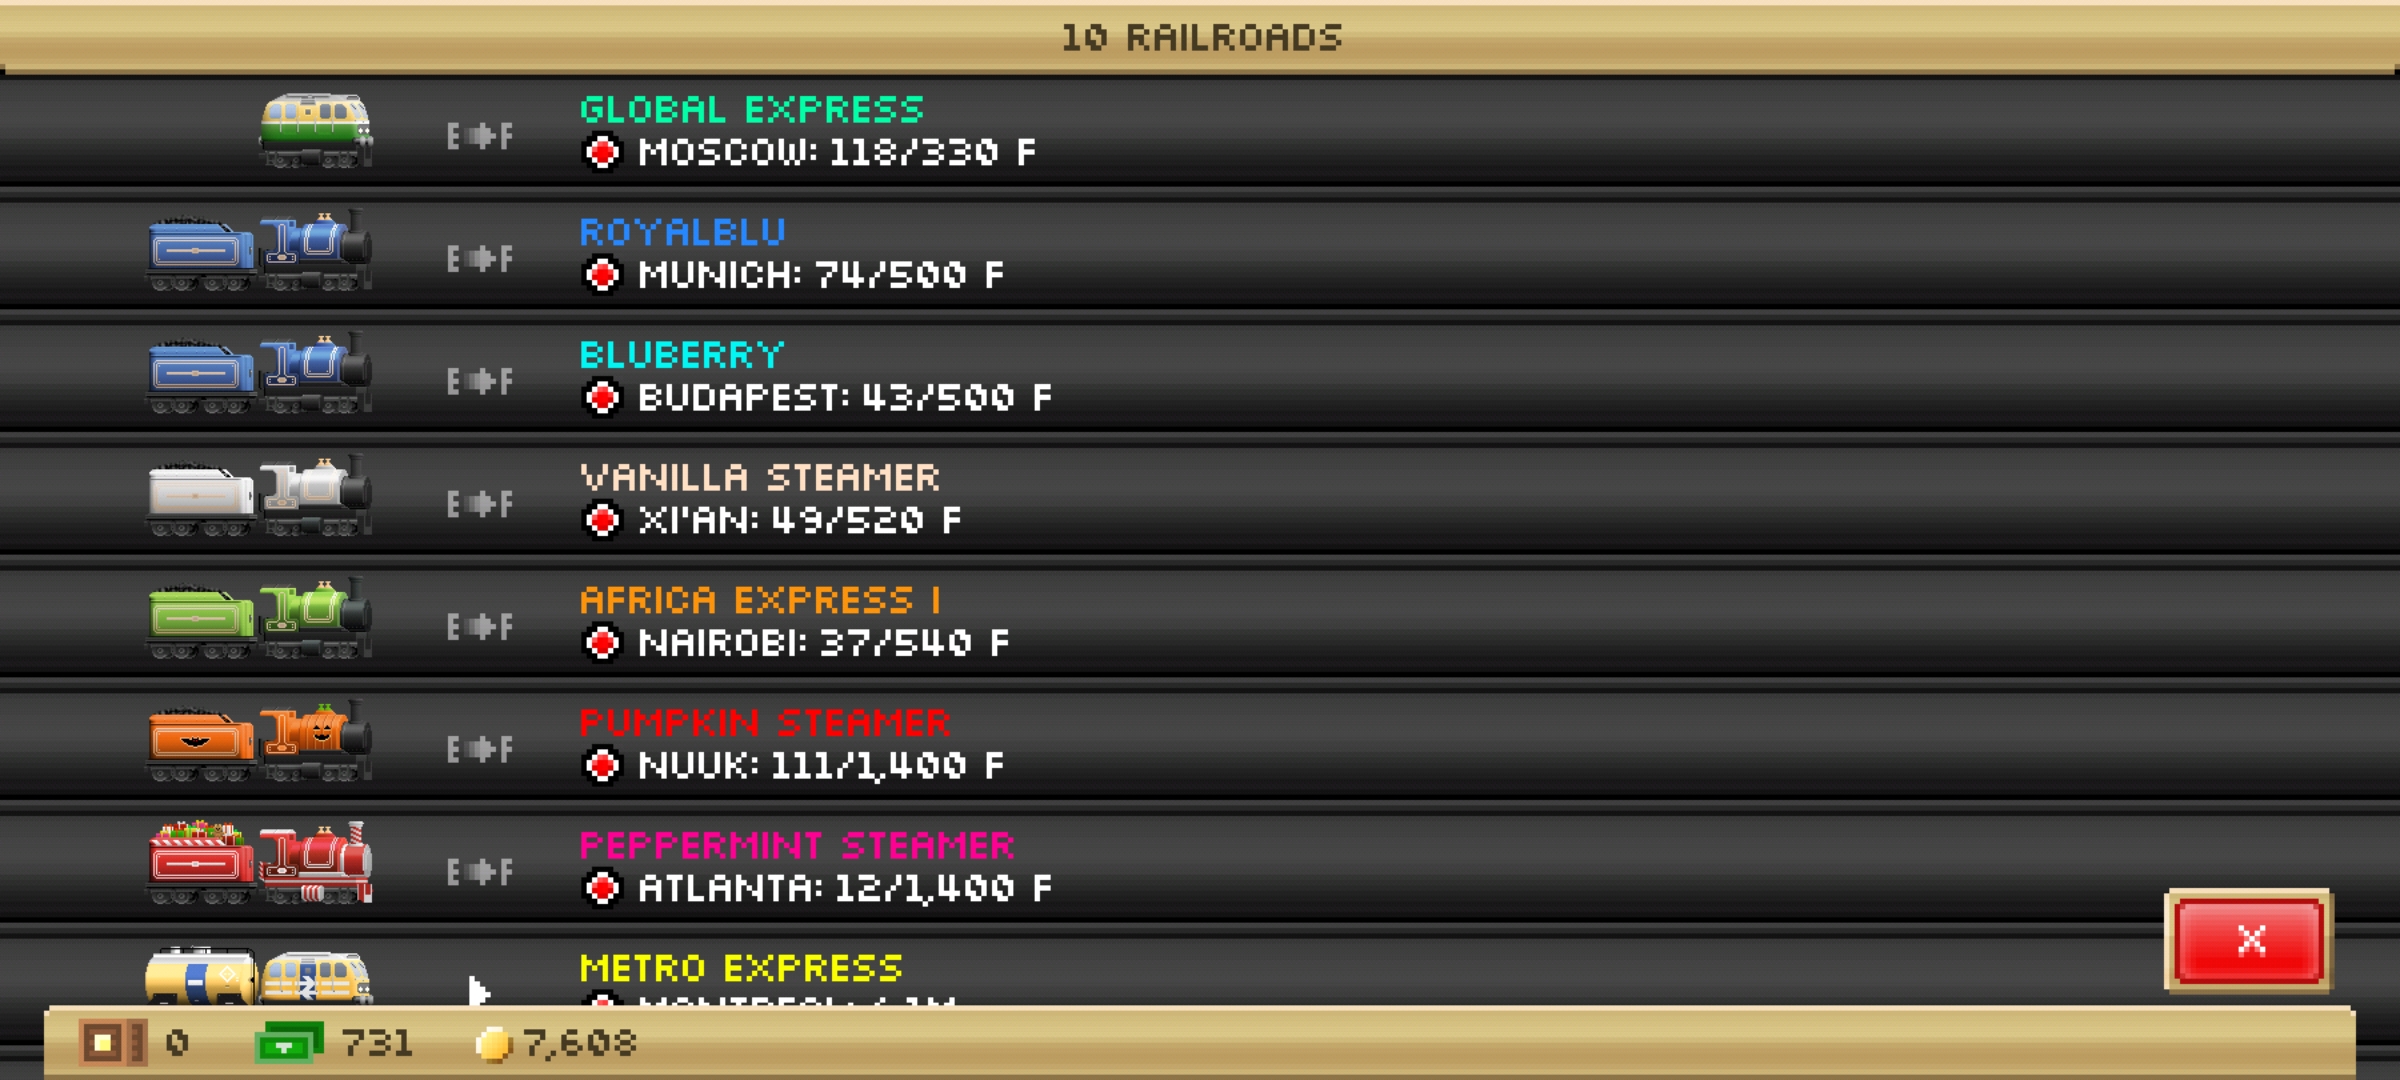 10 RAILROADS
E F
GLOBAL EXPRESS
MOSCOW: 118/330 F
E F
ROYALBLU
MUNICH: 74/500 F
E F
BLUBERRY
BUDAPEST: 43/500 F
E F
VANILLA STEAMER
XI'AN: 49/520 F
E F
AFRICA EXPRESS I
NAIROBI: 37/540 F
E F
PUMPKIN STEAMER
NUUK: 111/1,400 F
E F
PEPPERMINT STEAMER
ATLANTA: 12/1,400 F
METRO EXPRESS
X
0
731
7,608